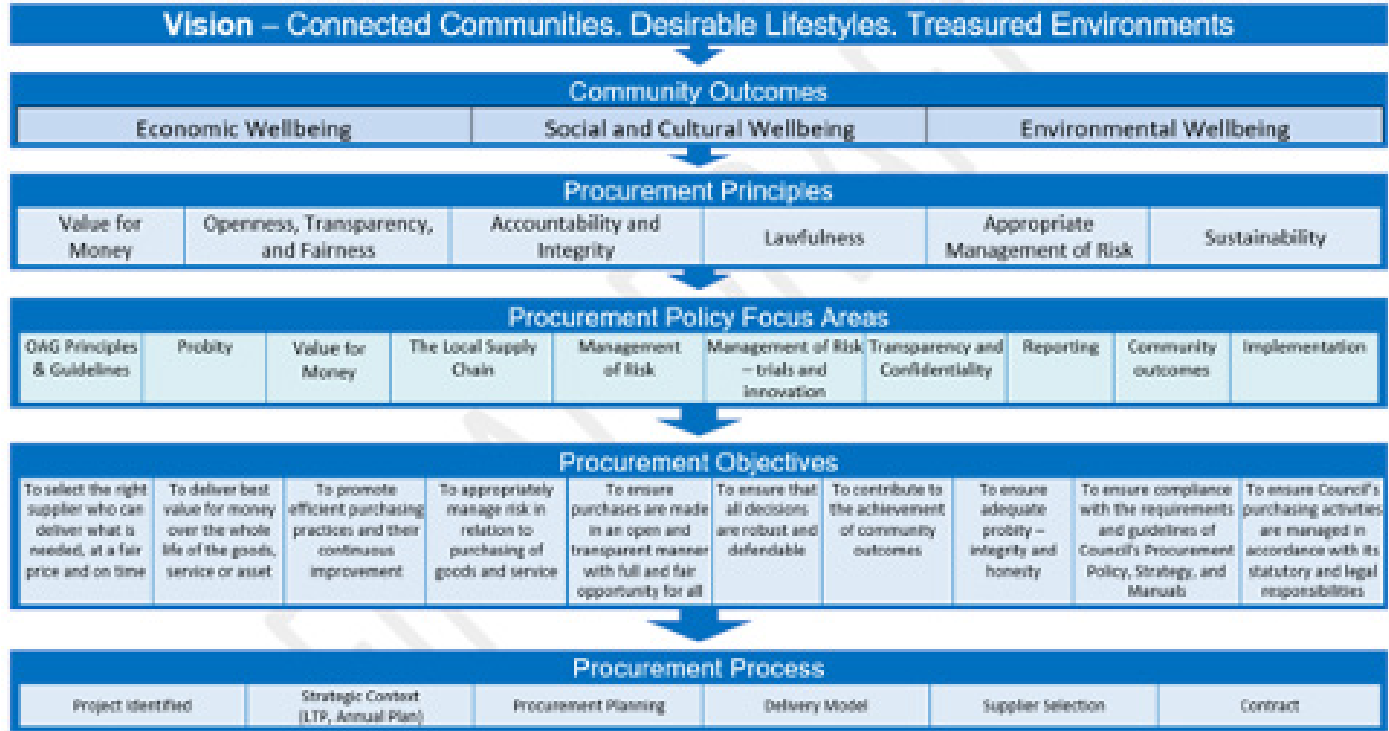 Vision – Connected Communities. Desirable Lifestyles. Treasured Environments
Community Outcomes
Economic Wellbeing
Social and Cultural Wellbeing
Environmental Wellbeing
Procurement Principles
Value for
Money
Openness, Transparency,
and Fairness
Accountability and
Integrity
Lawfulness
Appropriate
Management of Risk
Sustainability
Procurement Policy Focus Areas
OAG Principles
& Guidelines
Probity
Value for
Money
The Local Supply
Chain
Management
of Risk
Management of Risk
– trials and
innovation
Transparency and
Confidentiality
Reporting
Community
outcomes
Implementation
Procurement Objectives
To select the right
supplier who can
deliver what is
needed, at a fair
price and on time
To deliver best
value for money
over the whole
life of the goods,
service or asset
To promote
efficient purchasing
practices and their
continuous
improvement
To appropriately
manage risk in
relation to
purchasing of
goods and service
To ensure
purchases are made
in an open and
transparent manner
with full and fair
opportunity for all
To ensure that
all decisions
are robust and
defendable
To contribute to
the achievement
of community
outcomes
To ensure
adequate
probity –
integrity and
honesty
To ensure compliance
with the requirements
and guidelines of
Council's Procurement
Policy, Strategy, and
Manuals
To ensure Council's
purchasing activities
are managed in
accordance with its
statutory and legal
responsibilities
Procurement Process
Project Identified
Strategic Context
(LTP, Annual Plan)
Procurement Planning
Delivery Model
Supplier Selection
Contract